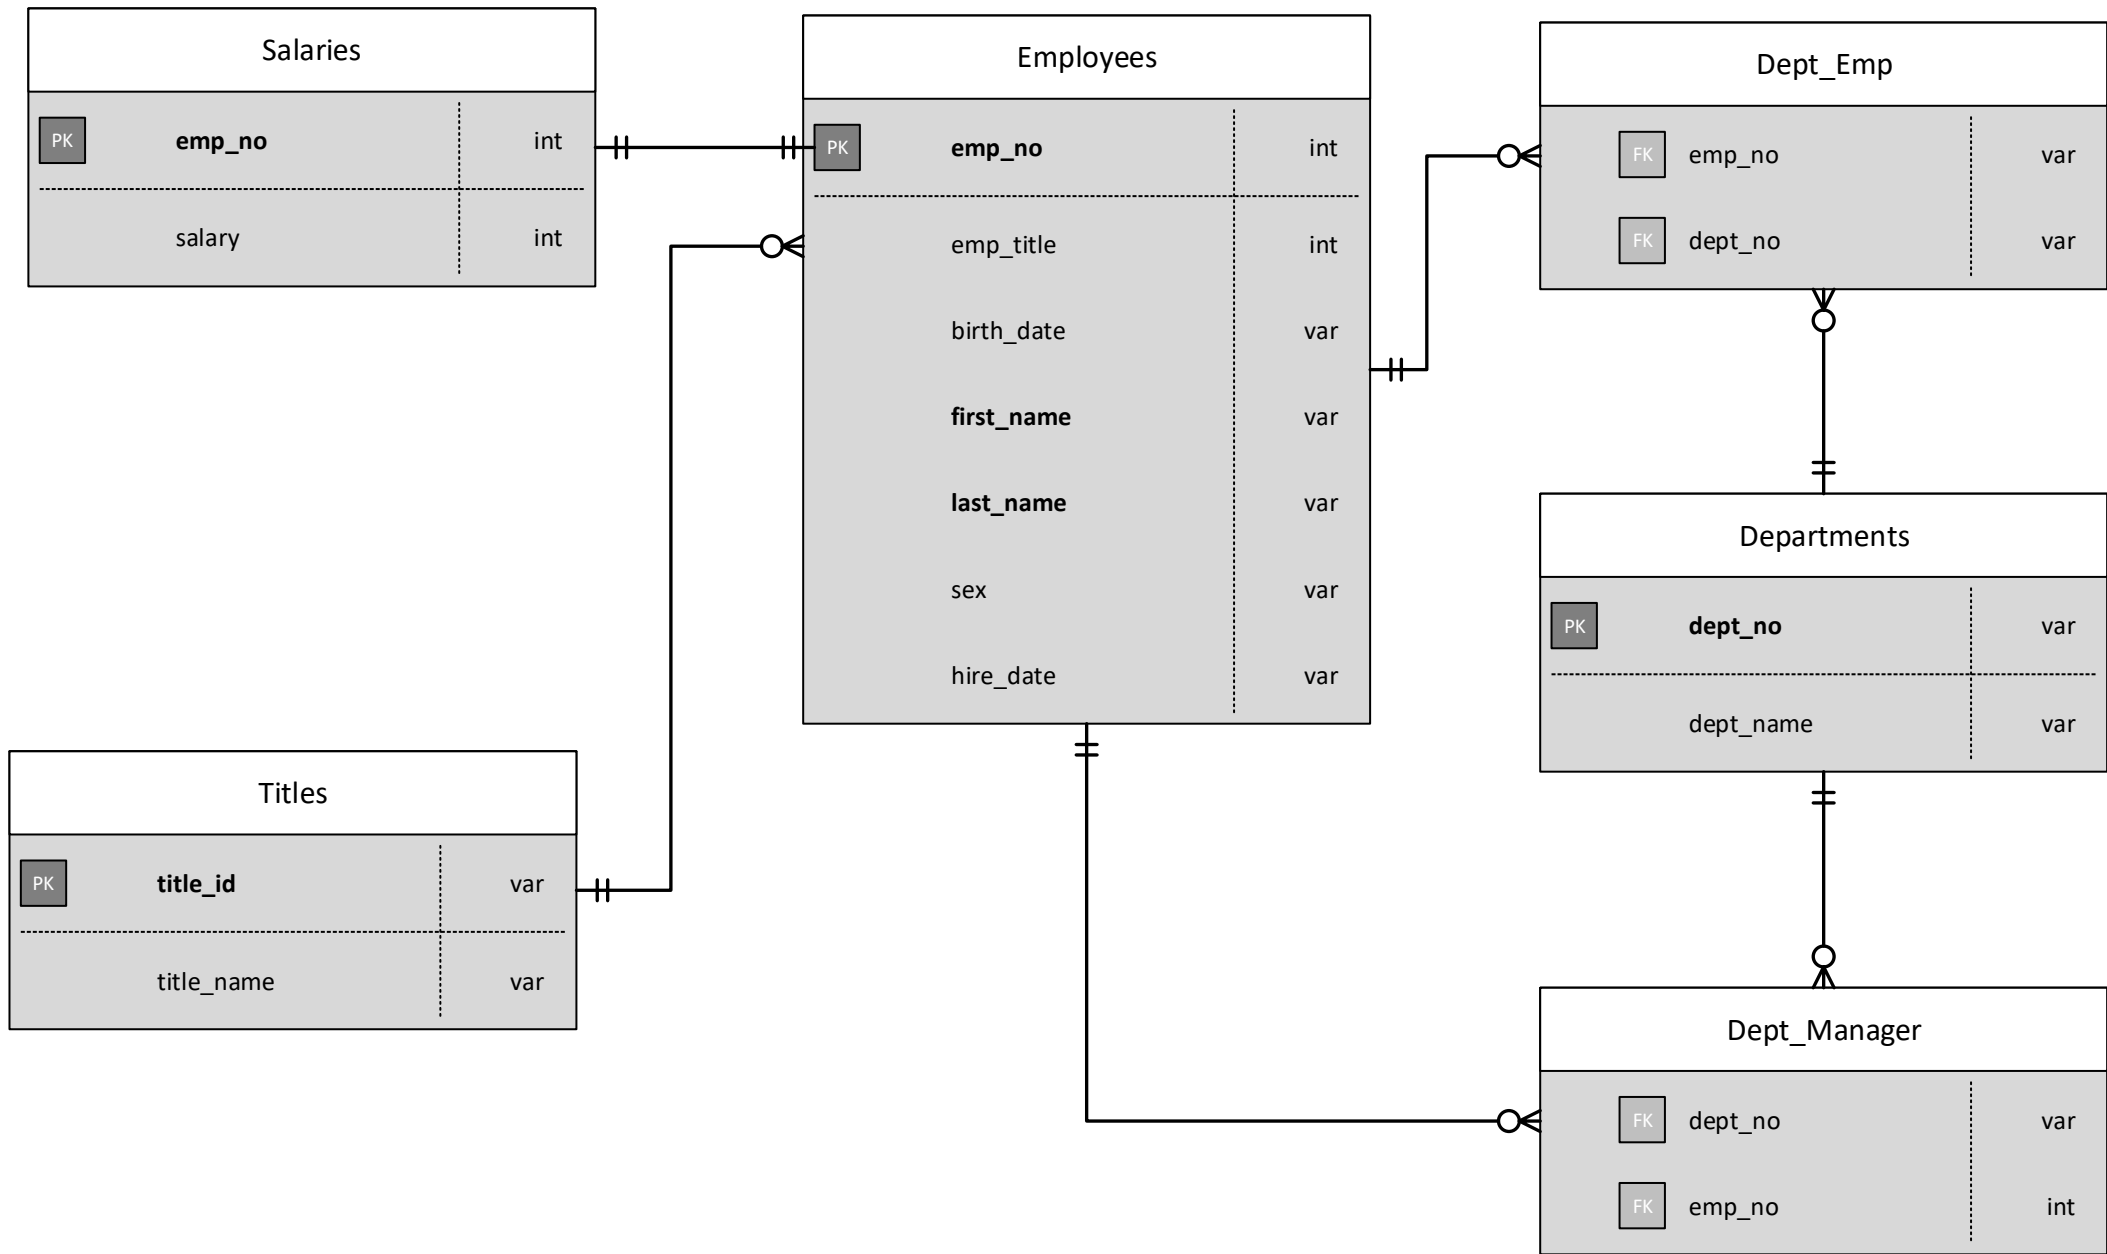 Salaries
PK emp_no int
salary int
Employees
PK emp_no int
emp_title int
birth_date var
first_name var
last_name var
sex var
hire_date var
Dept_Emp
FK emp_no var
FK dept_no var
Departments
PK dept_no var
dept_name var
Titles
PK title_id var
title_name var
Dept_Manager
FK dept_no var
FK emp_no int